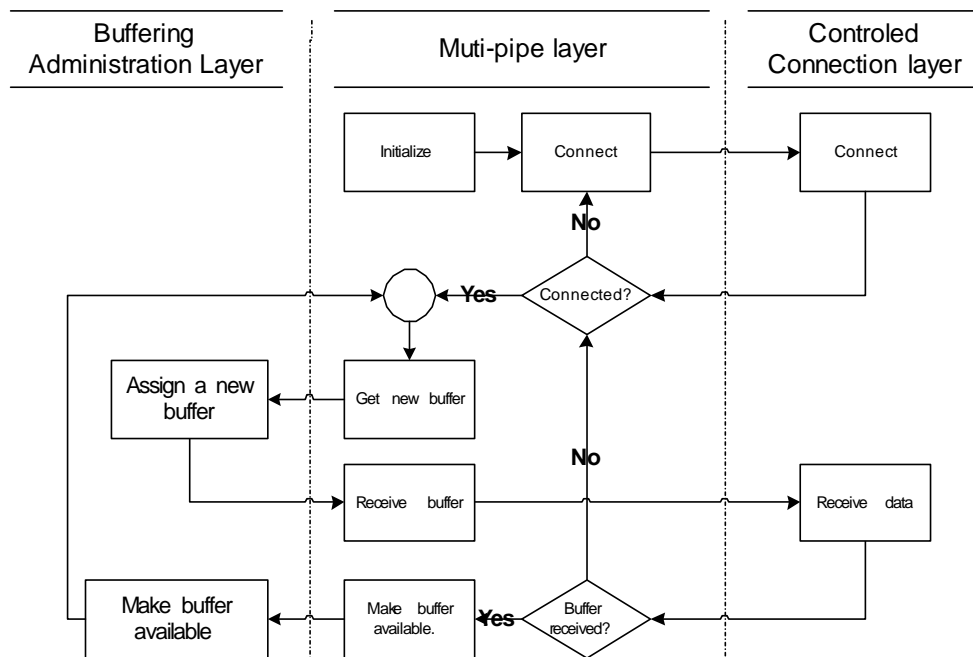 Buffering
Administration Layer
Muti-pipe layer
Controled
Connection layer
Initialize
Connect
Connect
No
Yes
Connected?
Assign a new
buffer
Get new buffer
No
Receive buffer
Receive data
Make buffer
available
Make buffer
available.
Yes
Buffer
received?